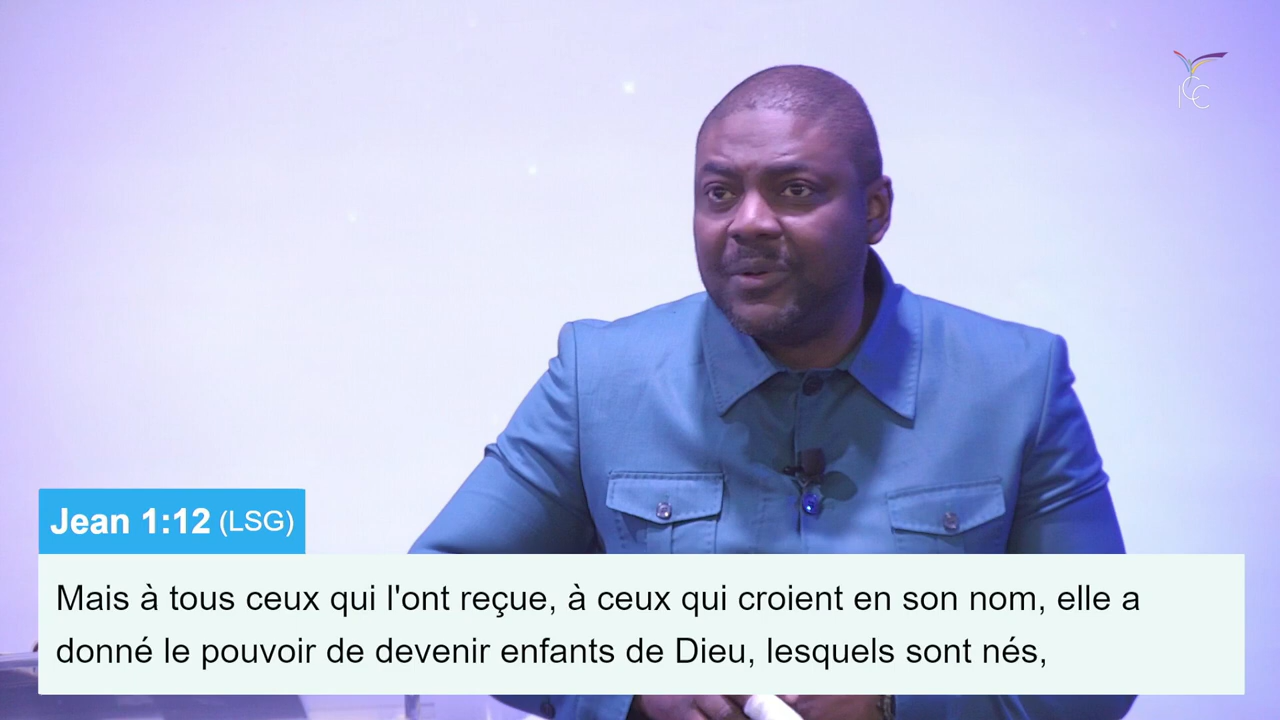 ICC
Jean 1:12 (LSG)
Mais à tous ceux qui l'ont reçue, à ceux qui croient en son nom, elle a
donné le pouvoir de devenir enfants de Dieu, lesquels sont nés,